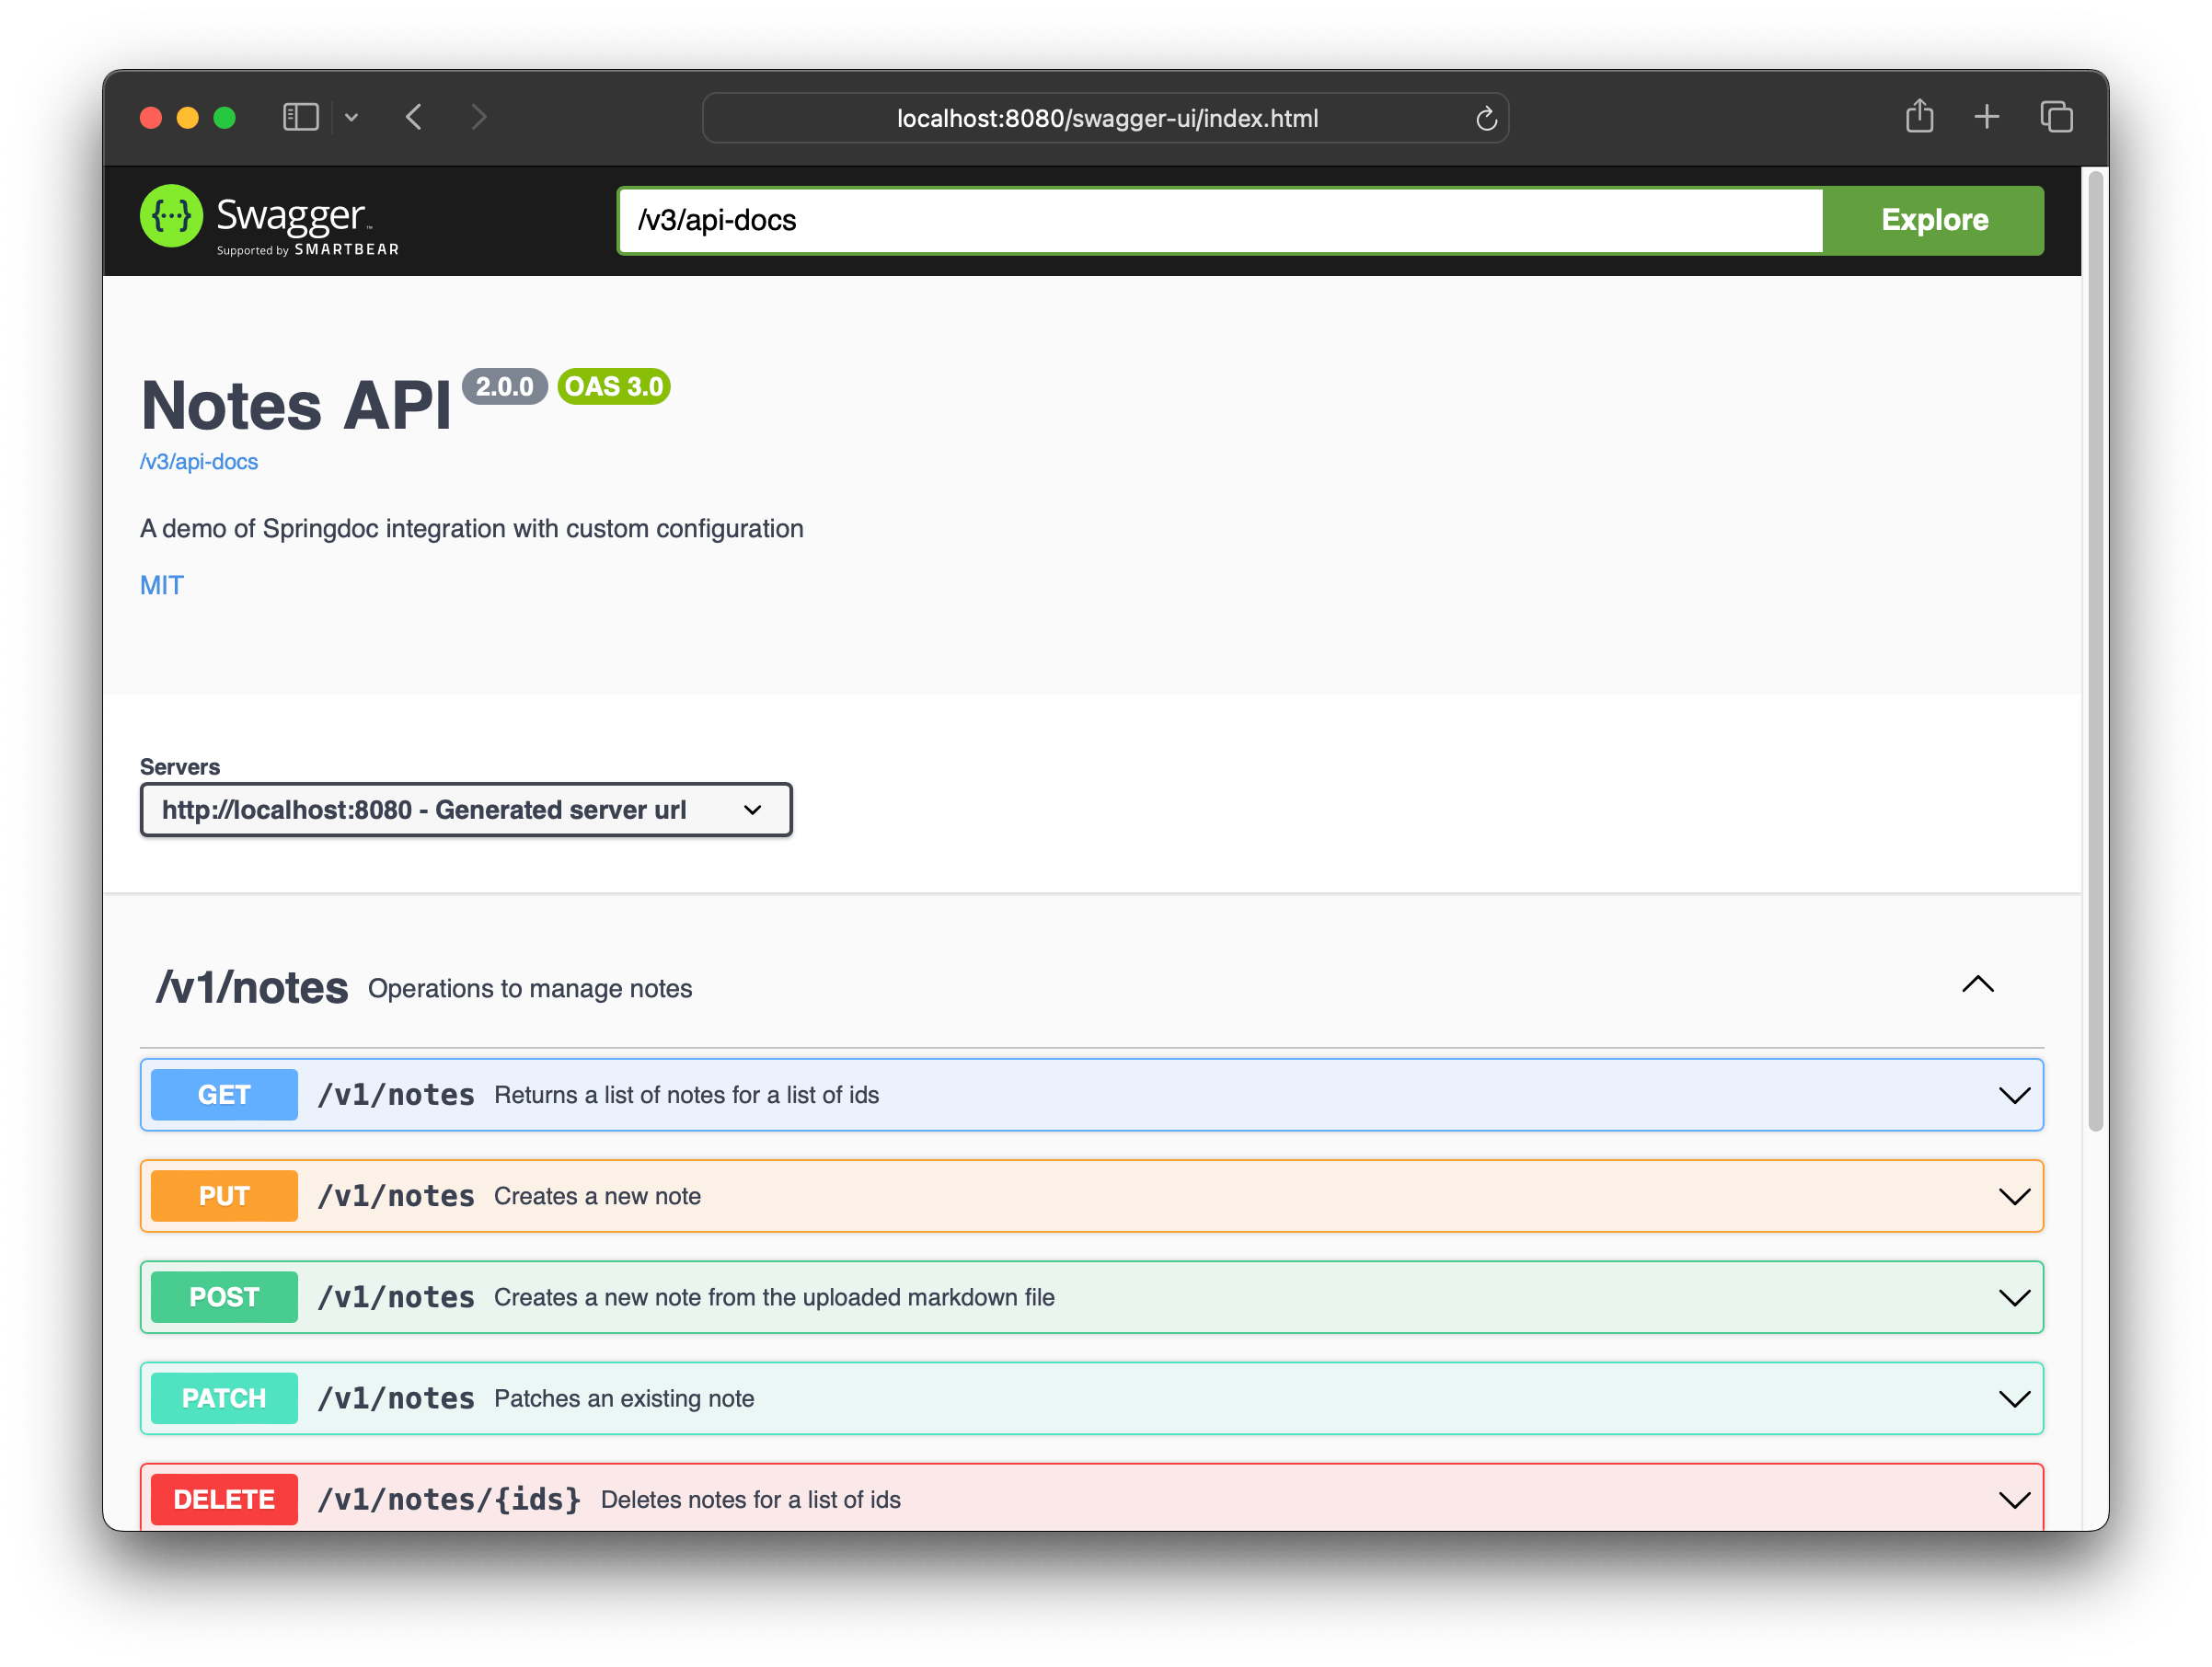 localhost:8080/swagger-ui/index.html
{···} Swagger™
Supported by SMARTBEAR
/v3/api-docs
Explore
Notes API 2.0.0 OAS 3.0
/v3/api-docs
A demo of Springdoc integration with custom configuration
MIT
Servers
http://localhost:8080 - Generated server url
/v1/notes Operations to manage notes
GET /v1/notes Returns a list of notes for a list of ids
PUT /v1/notes Creates a new note
POST /v1/notes Creates a new note from the uploaded markdown file
PATCH /v1/notes Patches an existing note
DELETE /v1/notes/{ids} Deletes notes for a list of ids